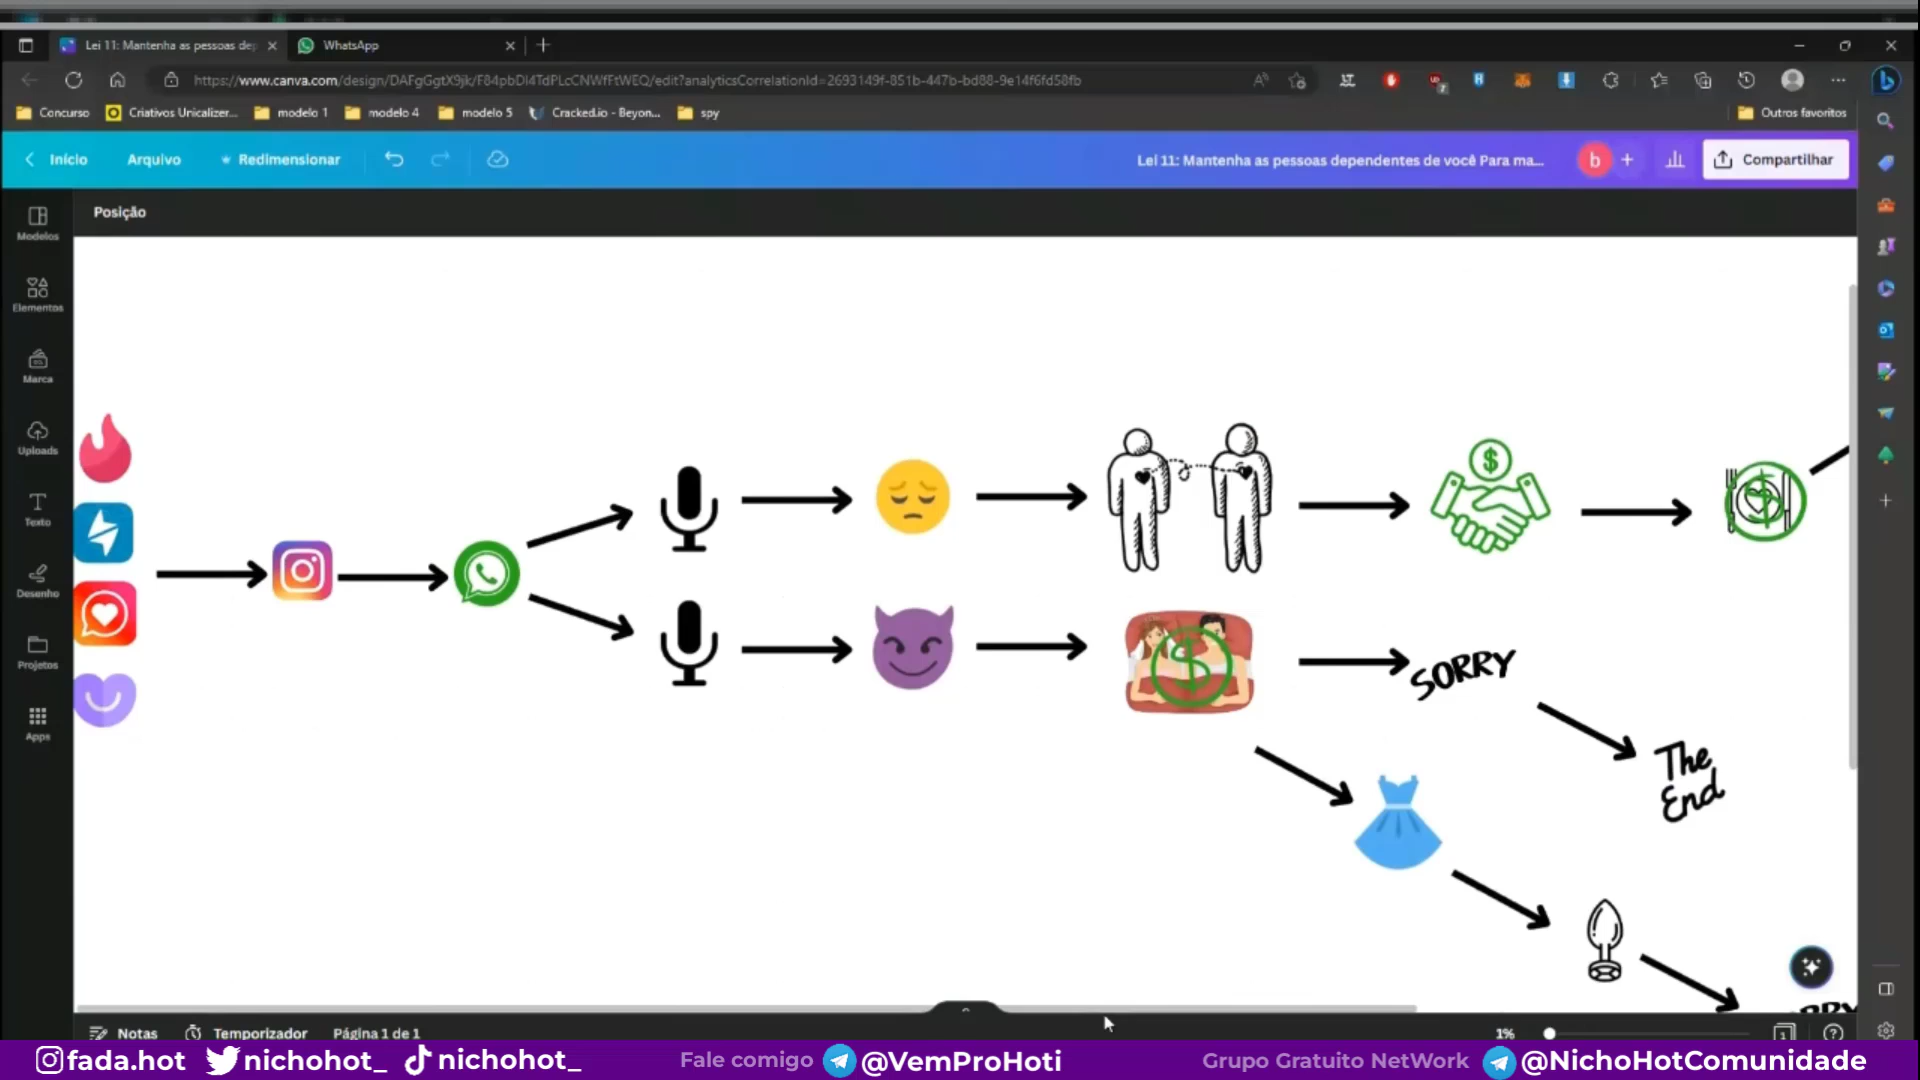 Lei 11: Mantenha as pessoas dep
WhatsApp
https://www.canva.com/design/DAFgGgtX9jk/F84pbDI4TdPLcCNWfFtWEQ/edit?analyticsCorrelationId=2693149f-851b-447b-bd88-9e14f6fd58fb
Concurso
Criativos Unicalizer...
modelo 1
modelo 4
modelo 5
Cracked.io - Beyon...
spy
Outros favoritos
Início
Arquivo
Redimensionar
Lei 11: Mantenha as pessoas dependentes de você Para ma...
b
Compartilhar
Posição
Modelos
Elementos
Marca
Uploads
Texto
Desenho
Projetos
Apps
SORRY
The
End
Notas
Temporizador
Página 1 de 1
1%
1
fada.hot
nichohot_
nichohot_
Fale comigo
@VemProHoti
Grupo Gratuito NetWork
@NichoHotComunidade